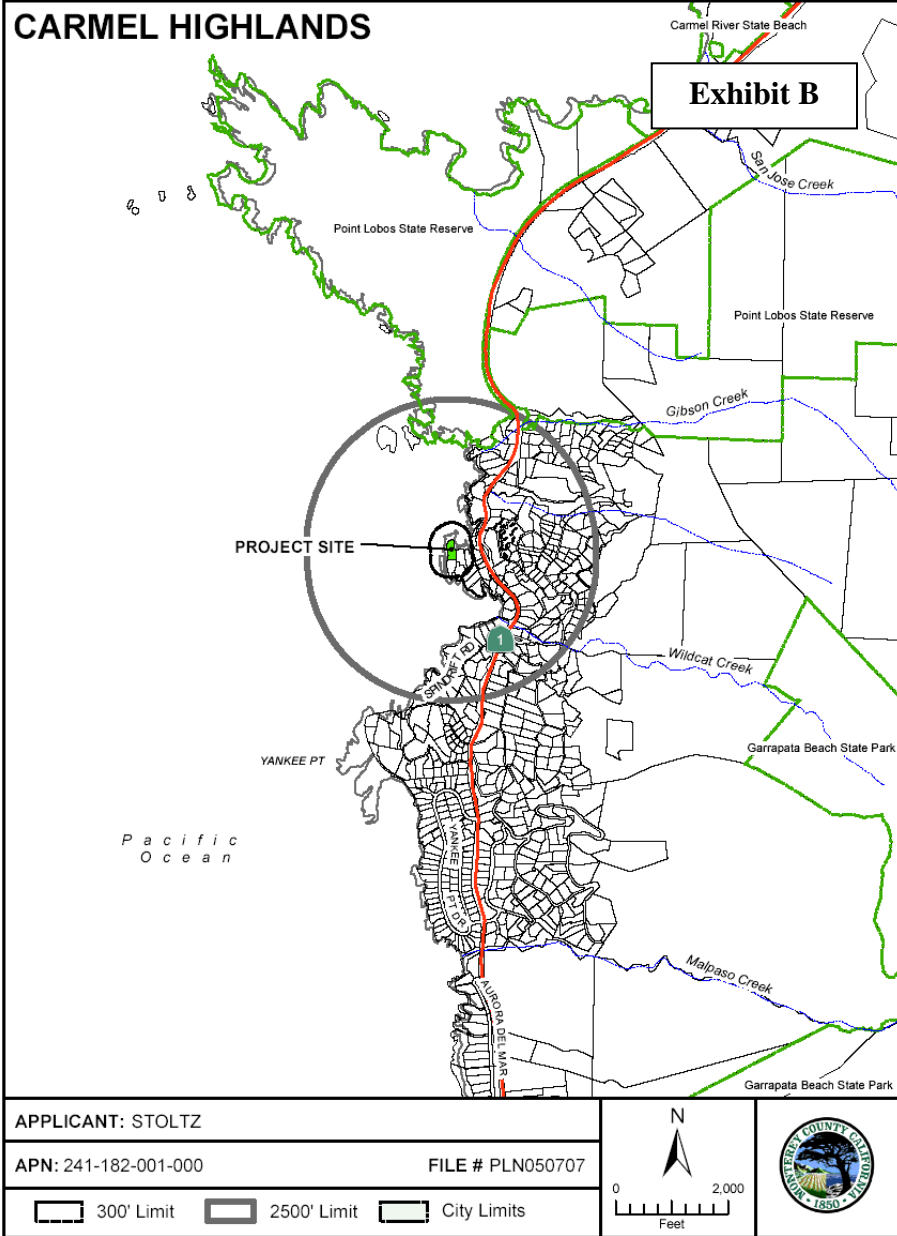 CARMEL HIGHLANDS
Carmel River State Beach
Exhibit B
San Jose Creek
Point Lobos State Reserve
Point Lobos State Reserve
Gibson Creek
PROJECT SITE
1
SPINDRIFT RD
Wildcat Creek
Garrapata Beach State Park
YANKEE PT
Pacific
Ocean
YANKEE
PT DR
Malpaso Creek
AURORA DEL MAR
Garrapata Beach State Park
APPLICANT: STOLTZ
APN: 241-182-001-000
FILE # PLN050707
300' Limit
2500' Limit
City Limits
N
0 2,000
Feet
MONTEREY COUNTY CALIFORNIA
1850